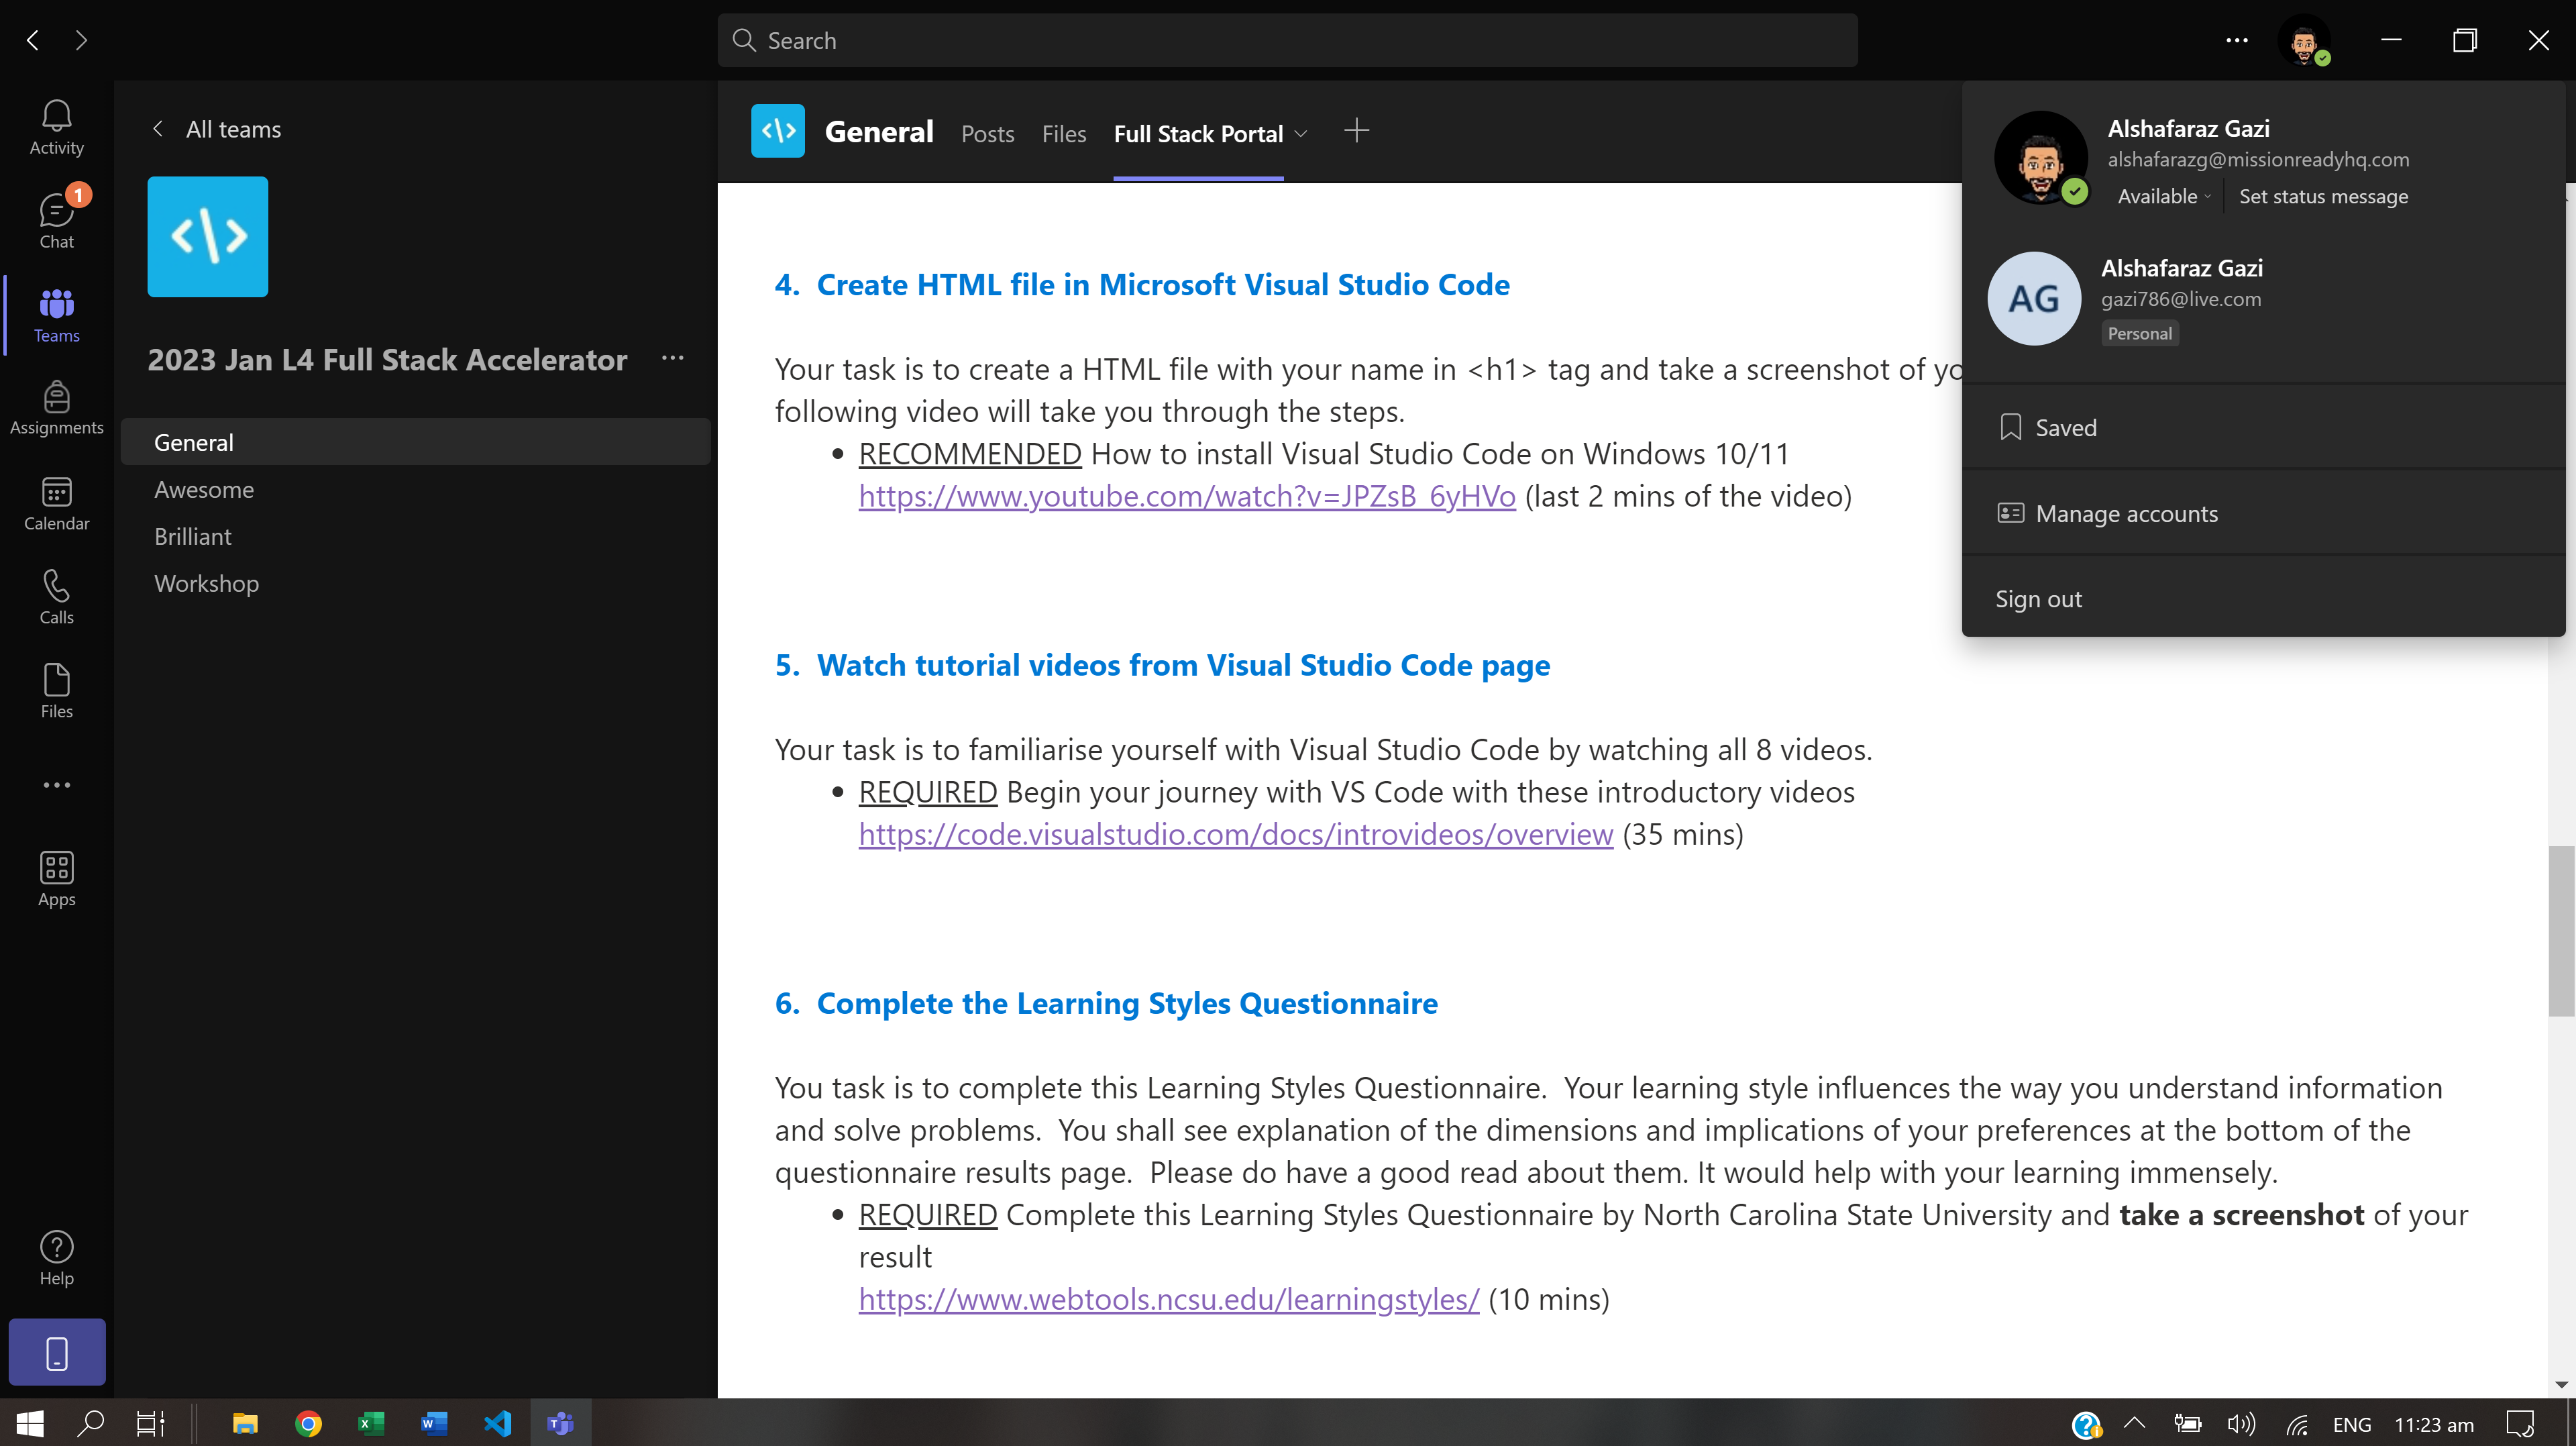 Search
Activity
1
Chat
Teams
Assignments
Calendar
Calls
Files
Apps
Help
All teams
2023 Jan L4 Full Stack Accelerator
General
Awesome
Brilliant
Workshop
General Posts Files Full Stack Portal
4. Create HTML file in Microsoft Visual Studio Code
Your task is to create a HTML file with your name in <h1> tag and take a screenshot of yo
following video will take you through the steps.
• RECOMMENDED How to install Visual Studio Code on Windows 10/11
https://www.youtube.com/watch?v=JPZsB_6yHVo (last 2 mins of the video)
5. Watch tutorial videos from Visual Studio Code page
Your task is to familiarise yourself with Visual Studio Code by watching all 8 videos.
• REQUIRED Begin your journey with VS Code with these introductory videos
https://code.visualstudio.com/docs/introvideos/overview (35 mins)
6. Complete the Learning Styles Questionnaire
You task is to complete this Learning Styles Questionnaire. Your learning style influences the way you understand information
and solve problems. You shall see explanation of the dimensions and implications of your preferences at the bottom of the
questionnaire results page. Please do have a good read about them. It would help with your learning immensely.
• REQUIRED Complete this Learning Styles Questionnaire by North Carolina State University and take a screenshot of your
result
https://www.webtools.ncsu.edu/learningstyles/ (10 mins)
Alshafaraz Gazi
alshafarazg@missionreadyhq.com
Available Set status message
AG
Alshafaraz Gazi
gazi786@live.com
Personal
Saved
Manage accounts
Sign out
ENG 11:23 am